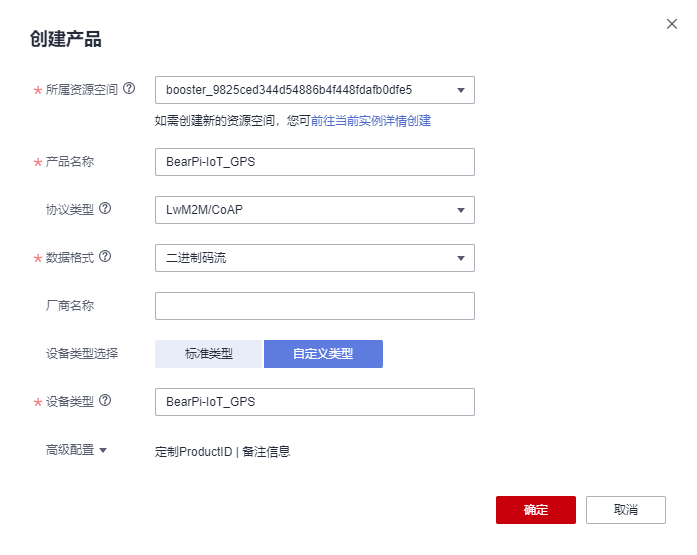 创建产品
* 所属资源空间 ? booster_9825ced344d54886b4f448fdafb0dfe5
如需创建新的资源空间，您可前往当前实例详情创建
* 产品名称 BearPi-IoT_GPS
协议类型 ? LwM2M/CoAP
* 数据格式 ? 二进制码流
厂商名称
设备类型选择 标准类型 自定义类型
* 设备类型 ? BearPi-IoT_GPS
高级配置 定制ProductID | 备注信息
确定 取消